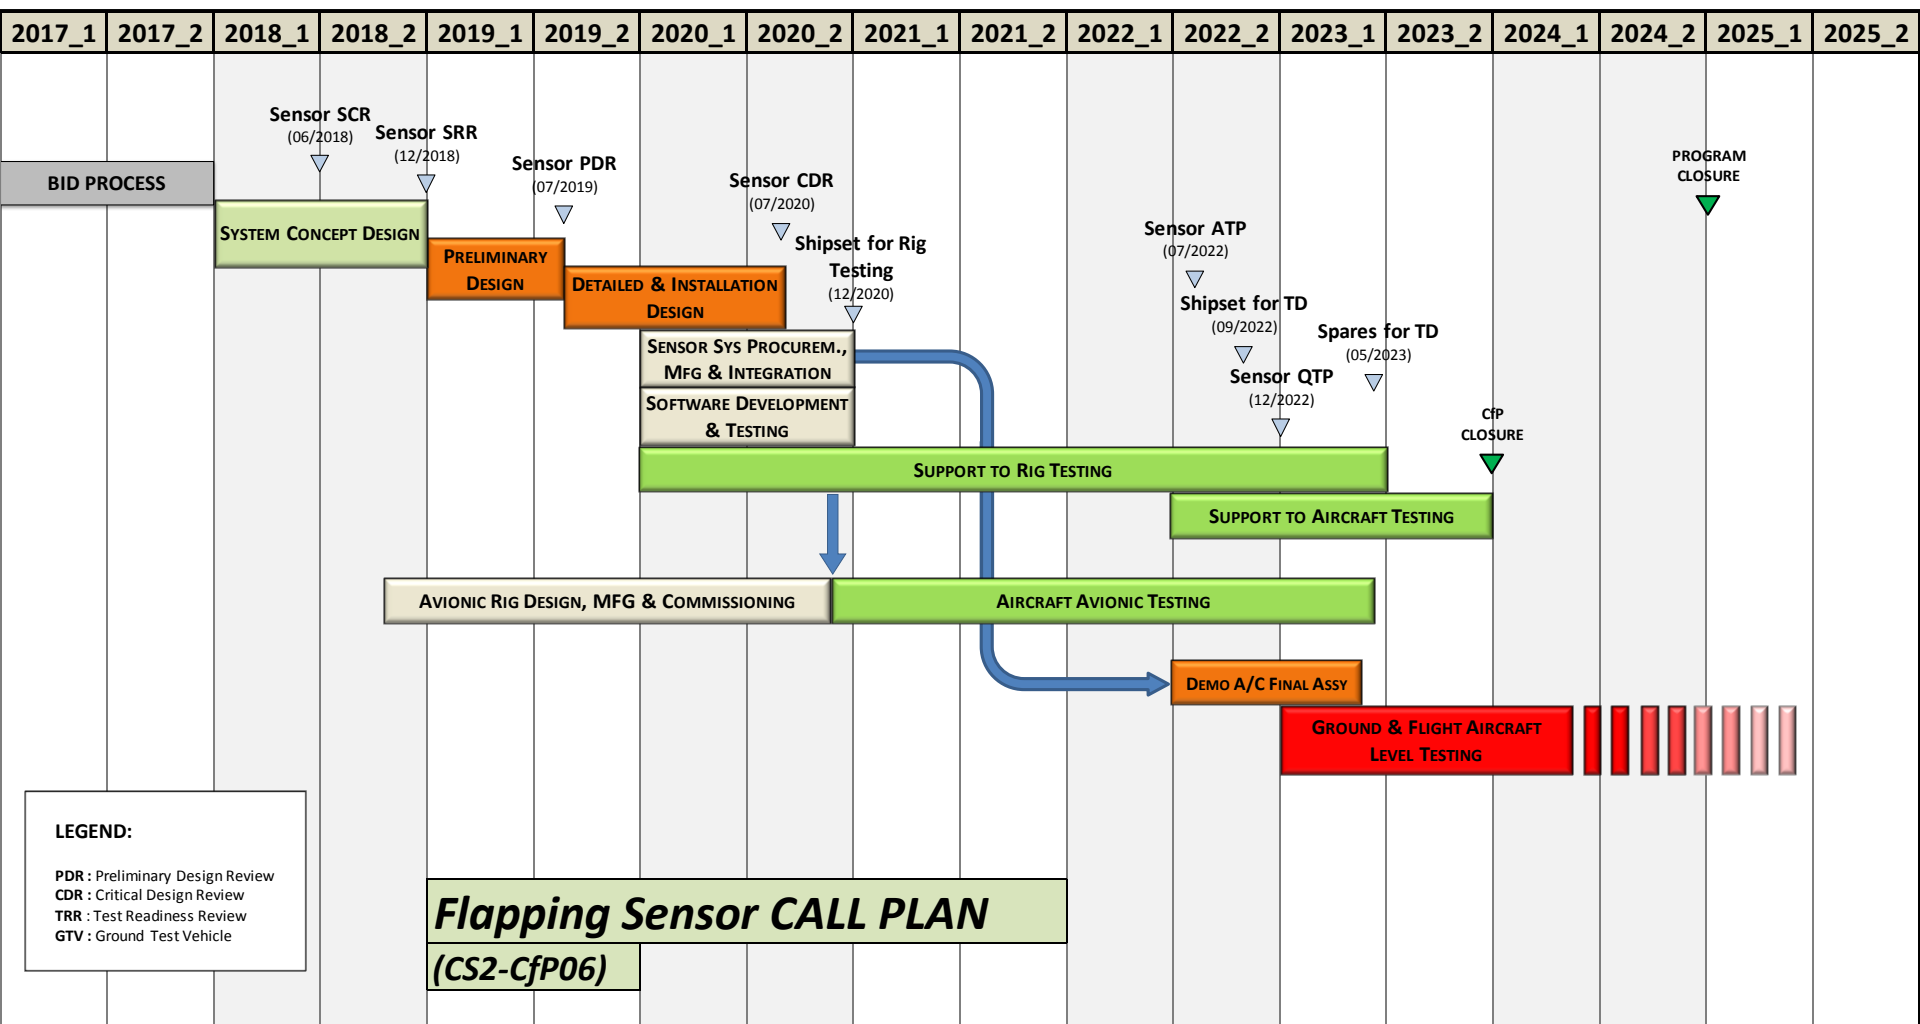 2017_1 2017_2 2018_1 2018_2 2019_1 2019_2 2020_1 2020_2 2021_1 2021_2 2022_1 2022_2 2023_1 2023_2 2024_1 2024_2 2025_1 2025_2
Sensor SCR
(06/2018)
Sensor SRR
(12/2018)
Sensor PDR
(07/2019)
Sensor CDR
(07/2020)
Shipset for Rig
Testing
(12/2020)
Sensor ATP
(07/2022)
Shipset for TD
(09/2022)
Spares for TD
(05/2023)
Sensor QTP
(12/2022)
CfP
CLOSURE
PROGRAM
CLOSURE
BID PROCESS
SYSTEM CONCEPT DESIGN
PRELIMINARY
DESIGN
DETAILED & INSTALLATION
DESIGN
SENSOR SYS PROCUREM.,
MFG & INTEGRATION
SOFTWARE DEVELOPMENT
& TESTING
SUPPORT TO RIG TESTING
SUPPORT TO AIRCRAFT TESTING
AVIONIC RIG DESIGN, MFG & COMMISSIONING
AIRCRAFT AVIONIC TESTING
DEMO A/C FINAL ASSY
GROUND & FLIGHT AIRCRAFT
LEVEL TESTING
LEGEND:
PDR : Preliminary Design Review
CDR : Critical Design Review
TRR : Test Readiness Review
GTV : Ground Test Vehicle
Flapping Sensor CALL PLAN
(CS2-CfP06)